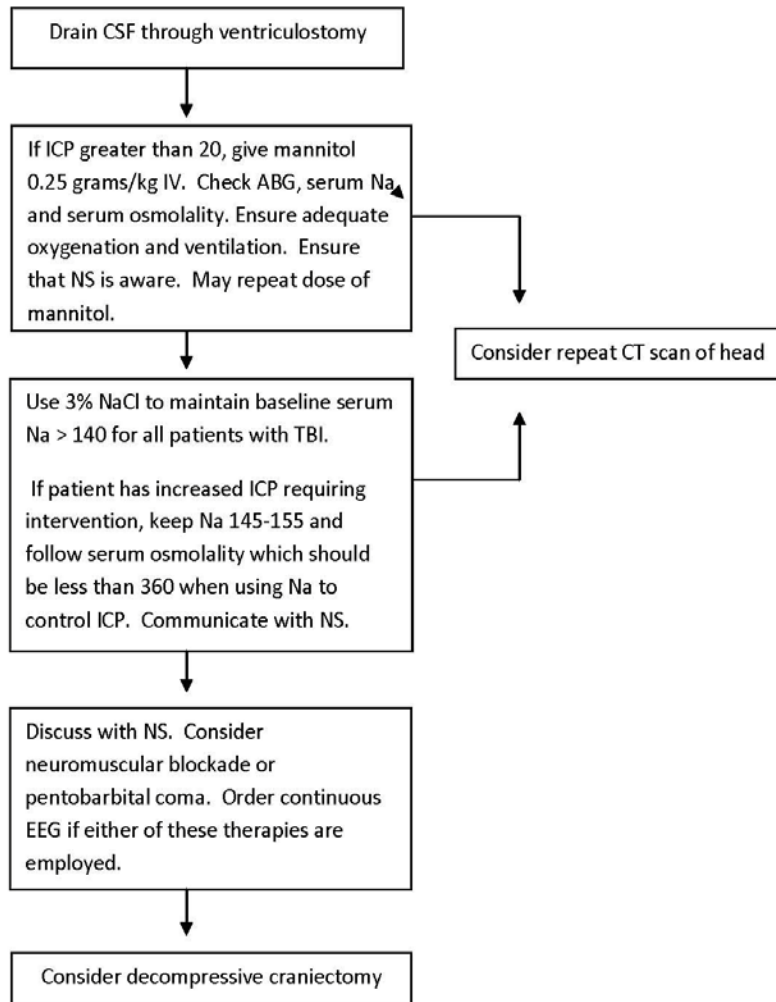 Drain CSF through ventriculostomy
If ICP greater than 20, give mannitol
0.25 grams/kg IV. Check ABG, serum Na
and serum osmolality. Ensure adequate
oxygenation and ventilation. Ensure
that NS is aware. May repeat dose of
mannitol.
Consider repeat CT scan of head
Use 3% NaCl to maintain baseline serum
Na > 140 for all patients with TBI.
If patient has increased ICP requiring
intervention, keep Na 145-155 and
follow serum osmolality which should
be less than 360 when using Na to
control ICP. Communicate with NS.
Discuss with NS. Consider
neuromuscular blockade or
pentobarbital coma. Order continuous
EEG if either of these therapies are
employed.
Consider decompressive craniectomy